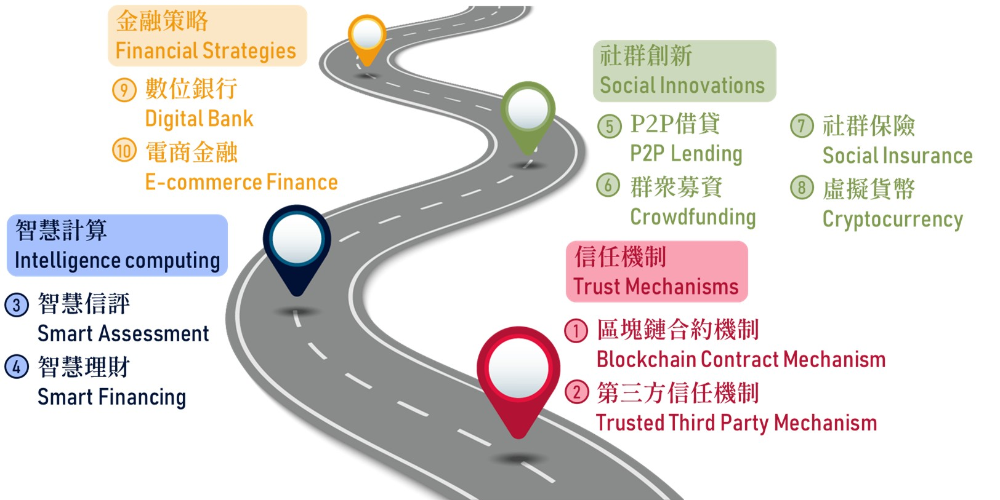 金融策略
Financial Strategies
9 數位銀行
Digital Bank
10 電商金融
E-commerce Finance
社群創新
Social Innovations
5 P2P借貸
P2P Lending
6 群眾募資
Crowdfunding
7 社群保險
Social Insurance
8 虛擬貨幣
Cryptocurrency
智慧計算
Intelligence computing
3 智慧信評
Smart Assessment
4 智慧理財
Smart Financing
信任機制
Trust Mechanisms
1 區塊鏈合約機制
Blockchain Contract Mechanism
2 第三方信任機制
Trusted Third Party Mechanism